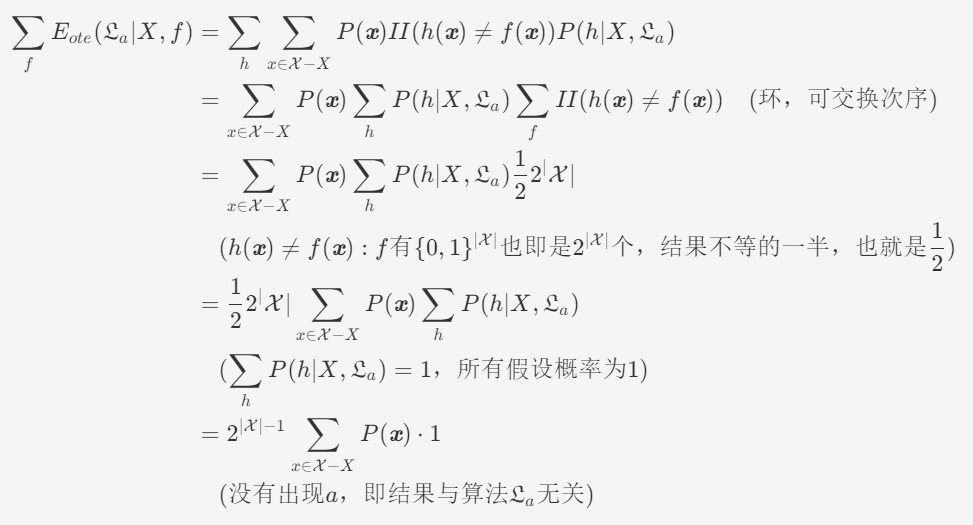 $\sum_{f} E_{ote}(\mathfrak{L}_a|X,f) = \sum_{h} \sum_{x \in \mathcal{X}-X} P(\boldsymbol{x}) II(h(\boldsymbol{x}) \neq f(\boldsymbol{x})) P(h|X,\mathfrak{L}_a)$
$= \sum_{x \in \mathcal{X}-X} P(\boldsymbol{x}) \sum_{h} P(h|X,\mathfrak{L}_a) \sum_{f} II(h(\boldsymbol{x}) \neq f(\boldsymbol{x}))$ (环，可交换次序)
$= \sum_{x \in \mathcal{X}-X} P(\boldsymbol{x}) \sum_{h} P(h|X,\mathfrak{L}_a) \frac{1}{2} 2^{|} \mathcal{X}|$
($h(\boldsymbol{x}) \neq f(\boldsymbol{x}) : f$有$\{0,1\}^{|\mathcal{X}|}$也即是$2^{|\mathcal{X}|}$个，结果不等的一半，也就是$\frac{1}{2}$)
$= \frac{1}{2} 2^{|} \mathcal{X}| \sum_{x \in \mathcal{X}-X} P(\boldsymbol{x}) \sum_{h} P(h|X,\mathfrak{L}_a)$
($\sum_{h} P(h|X,\mathfrak{L}_a) = 1$，所有假设概率为1)
$= 2^{|\mathcal{X}|-1} \sum_{x \in \mathcal{X}-X} P(\boldsymbol{x}) \cdot 1$
(没有出现$a$，即结果与算法$\mathfrak{L}_a$无关)